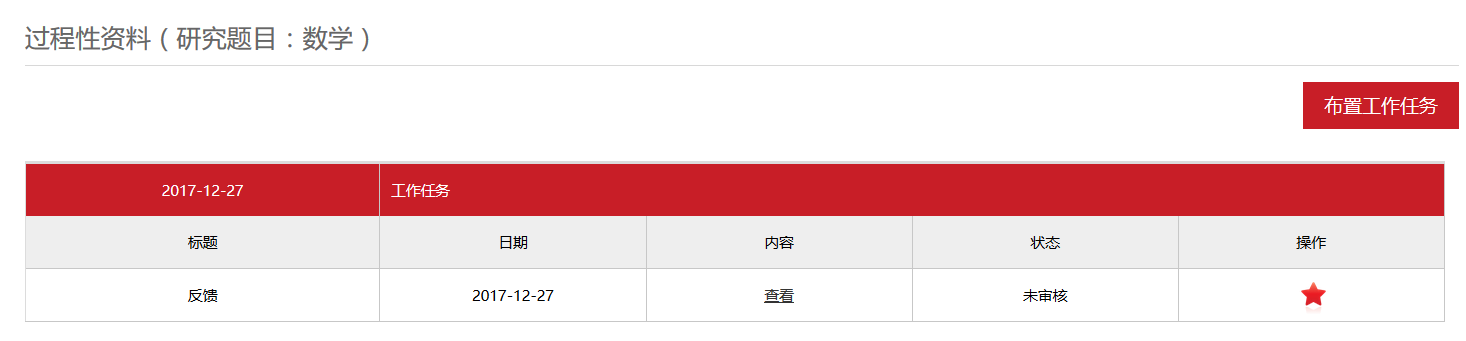 过程性资料（研究题目：数学）
布置工作任务
2017-12-27 工作任务
标题 日期 内容 状态 操作
反馈 2017-12-27 查看 未审核